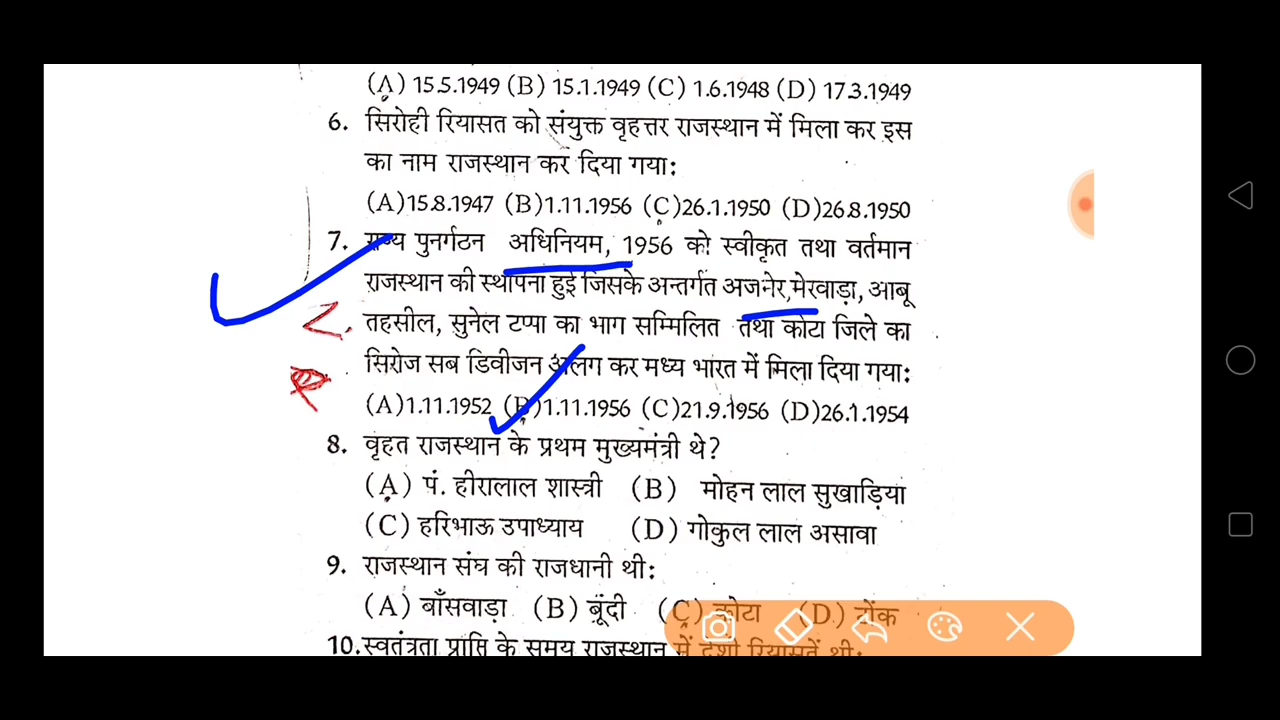 (A) 15.5.1949 (B) 15.1.1949 (C) 1.6.1948 (D) 17.3.1949
6. सिरोही रियासत को संयुक्त वृहत्तर राजस्थान में मिला कर इस
का नाम राजस्थान कर दिया गया:
(A)15.8.1947 (B)1.11.1956 (C)26.1.1950 (D)26.8.1950
7. राज्य पुनर्गठन अधिनियम, 1956 को स्वीकृत तथा वर्तमान
राजस्थान की स्थापना हुई जिसके अन्तर्गत अजमेर,मेरवाड़ा, आबू
तहसील, सुनेल टप्पा का भाग सम्मिलित तथा कोटा जिले का
सिरोज सब डिवीजन अलग कर मध्य भारत में मिला दिया गया:
(A)1.11.1952 (B)1.11.1956 (C)21.9.1956 (D)26.1.1954
8. वृहत राजस्थान के प्रथम मुख्यमंत्री थे?
(A) पं. हीरालाल शास्त्री (B) मोहन लाल सुखाड़िया
(C) हरिभाऊ उपाध्याय (D) गोकुल लाल असावा
9. राजस्थान संघ की राजधानी थी:
(A) बाँसवाड़ा (B) बूंदी (C) कोटा (D) टोंक
10. स्वतंत्रता प्राप्ति के समय राजस्थान में देशी रियासतें थी: